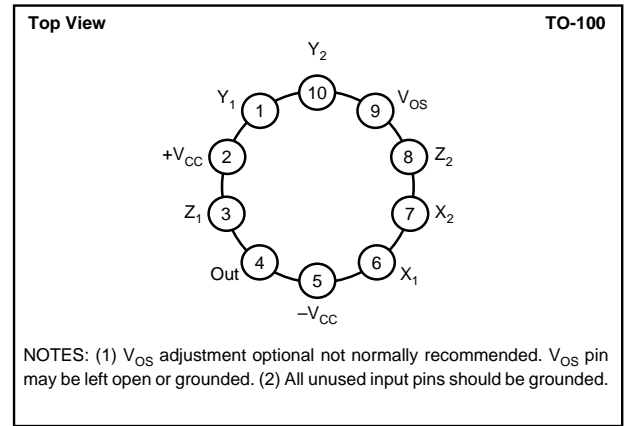 Top View TO-100
Y2
Y1 1 10 9 VOS
+VCC 2 8 Z2
Z1 3 7 X2
Out 4 5 6 X1
–VCC
NOTES: (1) VOS adjustment optional not normally recommended. VOS pin
may be left open or grounded. (2) All unused input pins should be grounded.